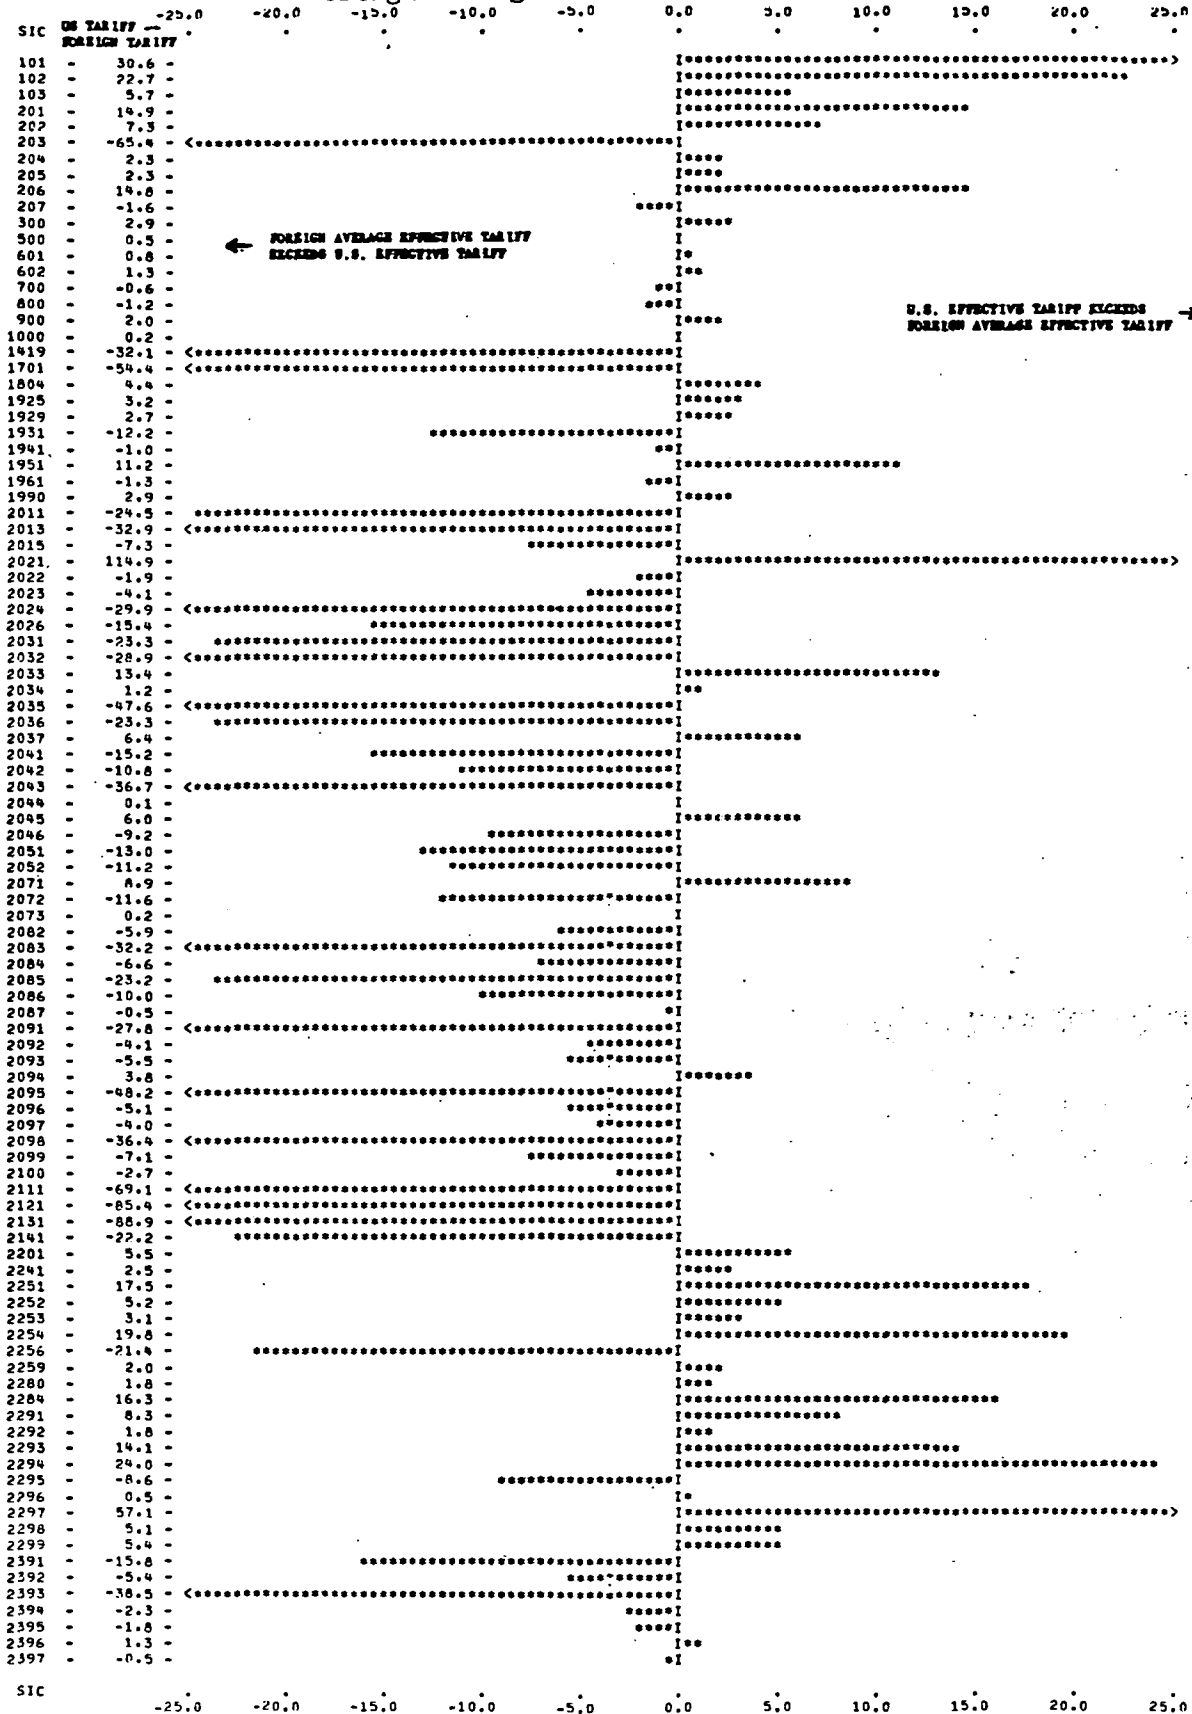 -25.0 -20.0 -15.0 -10.0 -5.0 0.0 5.0 10.0 15.0 20.0 25.0
SIC US TARIFF —
FOREIGN TARIFF
101 - 30.6 -
102 - 22.7 -
103 - 5.7 -
201 - 14.9 -
202 - 7.3 -
203 - -65.4 -
204 - 2.3 -
205 - 2.3 -
206 - 14.8 -
207 - -1.6 -
300 - 2.9 -
500 - 0.5 -
← FOREIGN AVERAGE EFFECTIVE TARIFF
EXCEEDS U.S. EFFECTIVE TARIFF
601 - 0.8 -
602 - 1.3 -
700 - -0.6 -
800 - -1.2 -
U.S. EFFECTIVE TARIFF EXCEEDS →
FOREIGN AVERAGE EFFECTIVE TARIFF
900 - 2.0 -
1000 - 0.2 -
1419 - -32.1 -
1701 - -54.4 -
1804 - 4.4 -
1925 - 3.2 -
1929 - 2.7 -
1931 - -12.2 -
1941 - -1.0 -
1951 - 11.2 -
1961 - -1.3 -
1990 - 2.9 -
2011 - -24.5 -
2013 - -32.9 -
2015 - -7.3 -
2021 - 114.9 -
2022 - -1.9 -
2023 - -4.1 -
2024 - -29.9 -
2026 - -15.4 -
2031 - -23.3 -
2032 - -28.9 -
2033 - 13.4 -
2034 - 1.2 -
2035 - -47.6 -
2036 - -23.3 -
2037 - 6.4 -
2041 - -15.2 -
2042 - -10.8 -
2043 - -36.7 -
2044 - 0.1 -
2045 - 6.0 -
2046 - -9.2 -
2051 - -13.0 -
2052 - -11.2 -
2071 - 8.9 -
2072 - -11.6 -
2073 - 0.2 -
2082 - -5.9 -
2083 - -32.2 -
2084 - -6.6 -
2085 - -23.2 -
2086 - -10.0 -
2087 - -0.5 -
2091 - -27.8 -
2092 - -4.1 -
2093 - -5.5 -
2094 - 3.8 -
2095 - -48.2 -
2096 - -5.1 -
2097 - -4.0 -
2098 - -36.4 -
2099 - -7.1 -
2100 - -2.7 -
2111 - -69.1 -
2121 - -85.4 -
2131 - -88.9 -
2141 - -22.2 -
2201 - 5.5 -
2241 - 2.5 -
2251 - 17.5 -
2252 - 5.2 -
2253 - 3.1 -
2254 - 19.8 -
2256 - -21.4 -
2259 - 2.0 -
2280 - 1.8 -
2284 - 16.3 -
2291 - 8.3 -
2292 - 1.8 -
2293 - 14.1 -
2294 - 24.0 -
2295 - -8.6 -
2296 - 0.5 -
2297 - 57.1 -
2298 - 5.1 -
2299 - 5.4 -
2391 - -15.8 -
2392 - -5.4 -
2393 - -38.5 -
2394 - -2.3 -
2395 - -1.8 -
2396 - 1.3 -
2397 - -0.5 -
SIC
-25.0 -20.0 -15.0 -10.0 -5.0 0.0 5.0 10.0 15.0 20.0 25.0